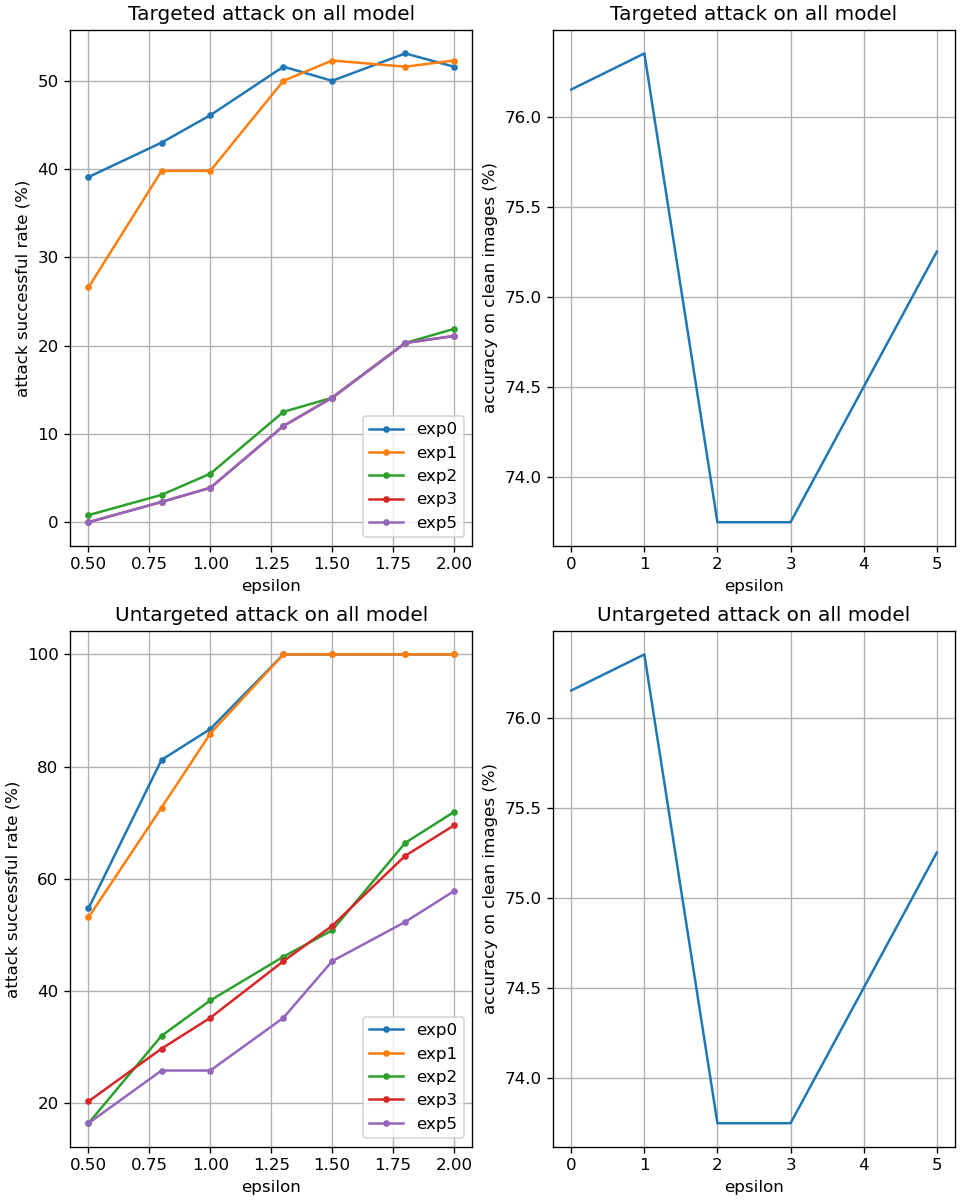 Targeted attack on all model
attack successful rate (%)
50
40
30
20
10
0
0.50 0.75 1.00 1.25 1.50 1.75 2.00
epsilon
exp0
exp1
exp2
exp3
exp5
Targeted attack on all model
accuracy on clean images (%)
76.0
75.5
75.0
74.5
74.0
0 1 2 3 4 5
epsilon
Untargeted attack on all model
attack successful rate (%)
100
80
60
40
20
0.50 0.75 1.00 1.25 1.50 1.75 2.00
epsilon
exp0
exp1
exp2
exp3
exp5
Untargeted attack on all model
accuracy on clean images (%)
76.0
75.5
75.0
74.5
74.0
0 1 2 3 4 5
epsilon